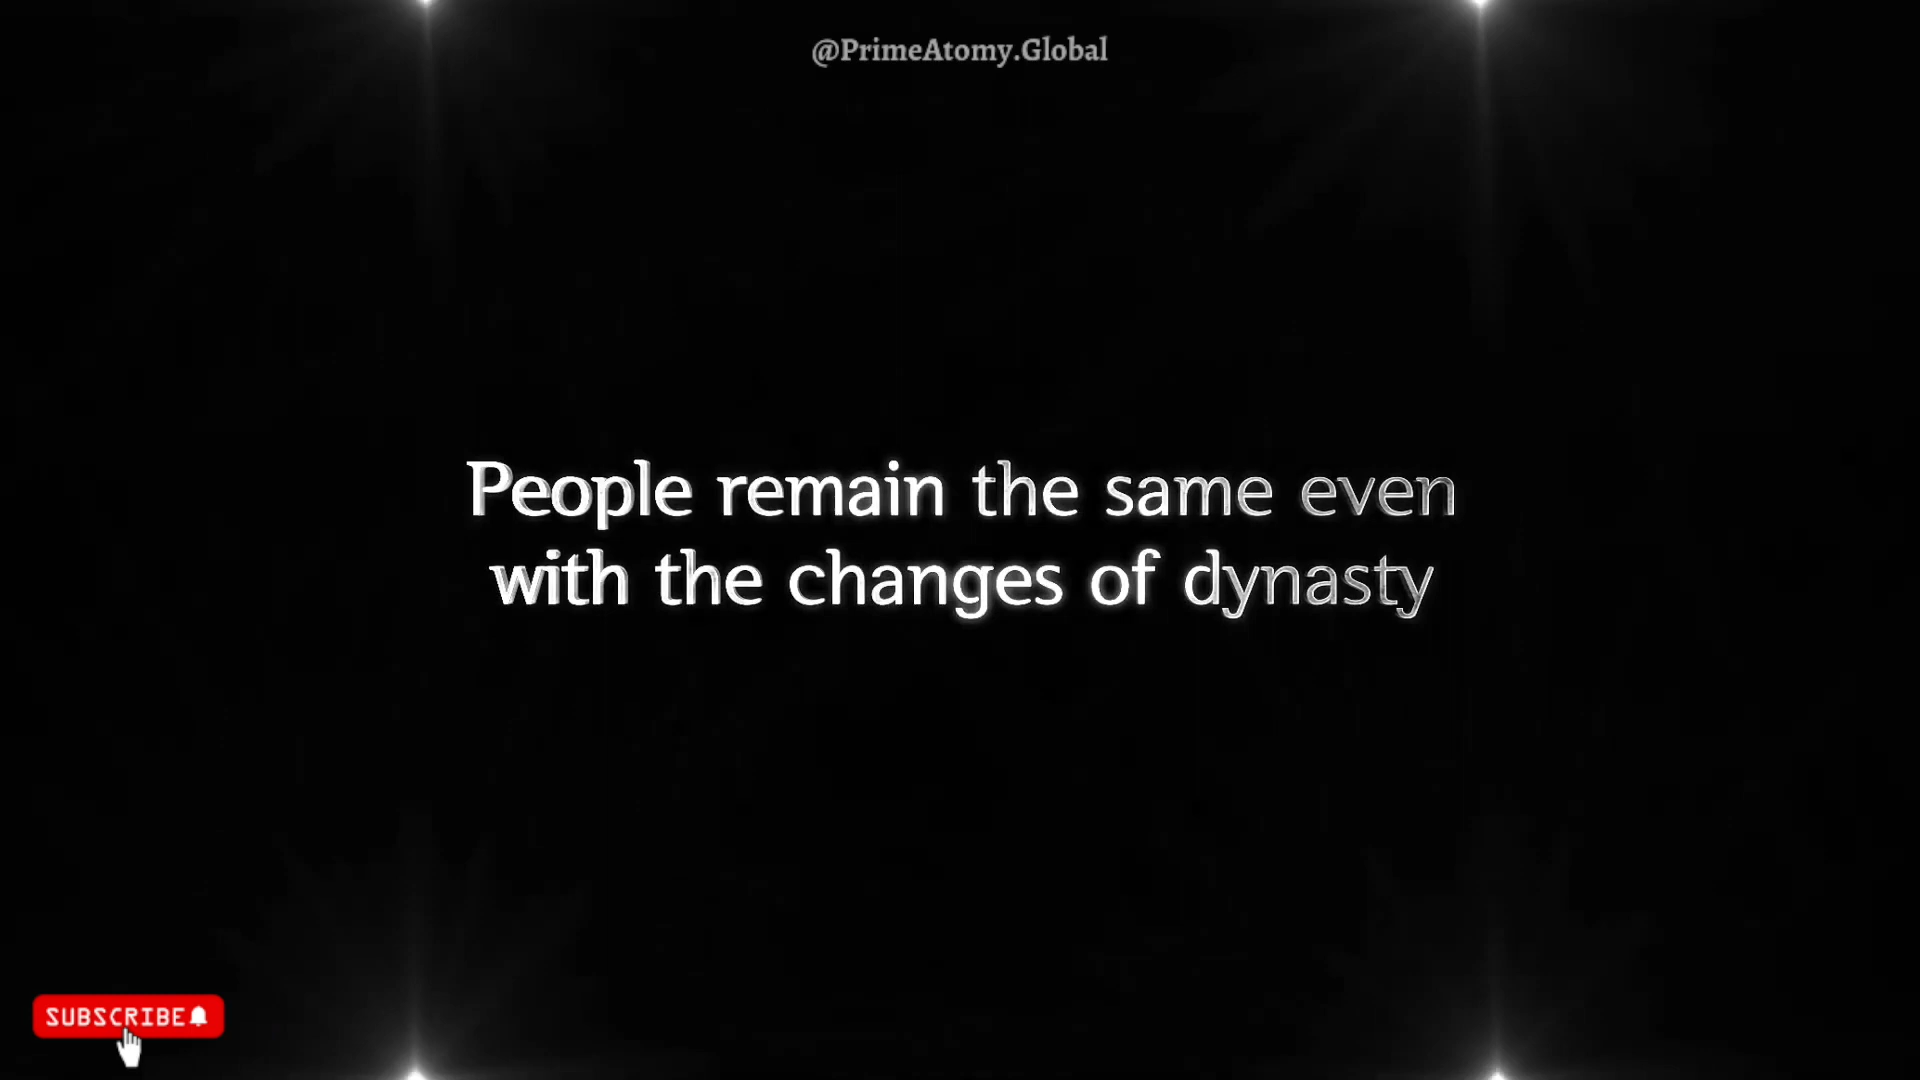 @PrimeAtomy.Global
People remain the same even
with the changes of dynasty
SUBSCRIBE